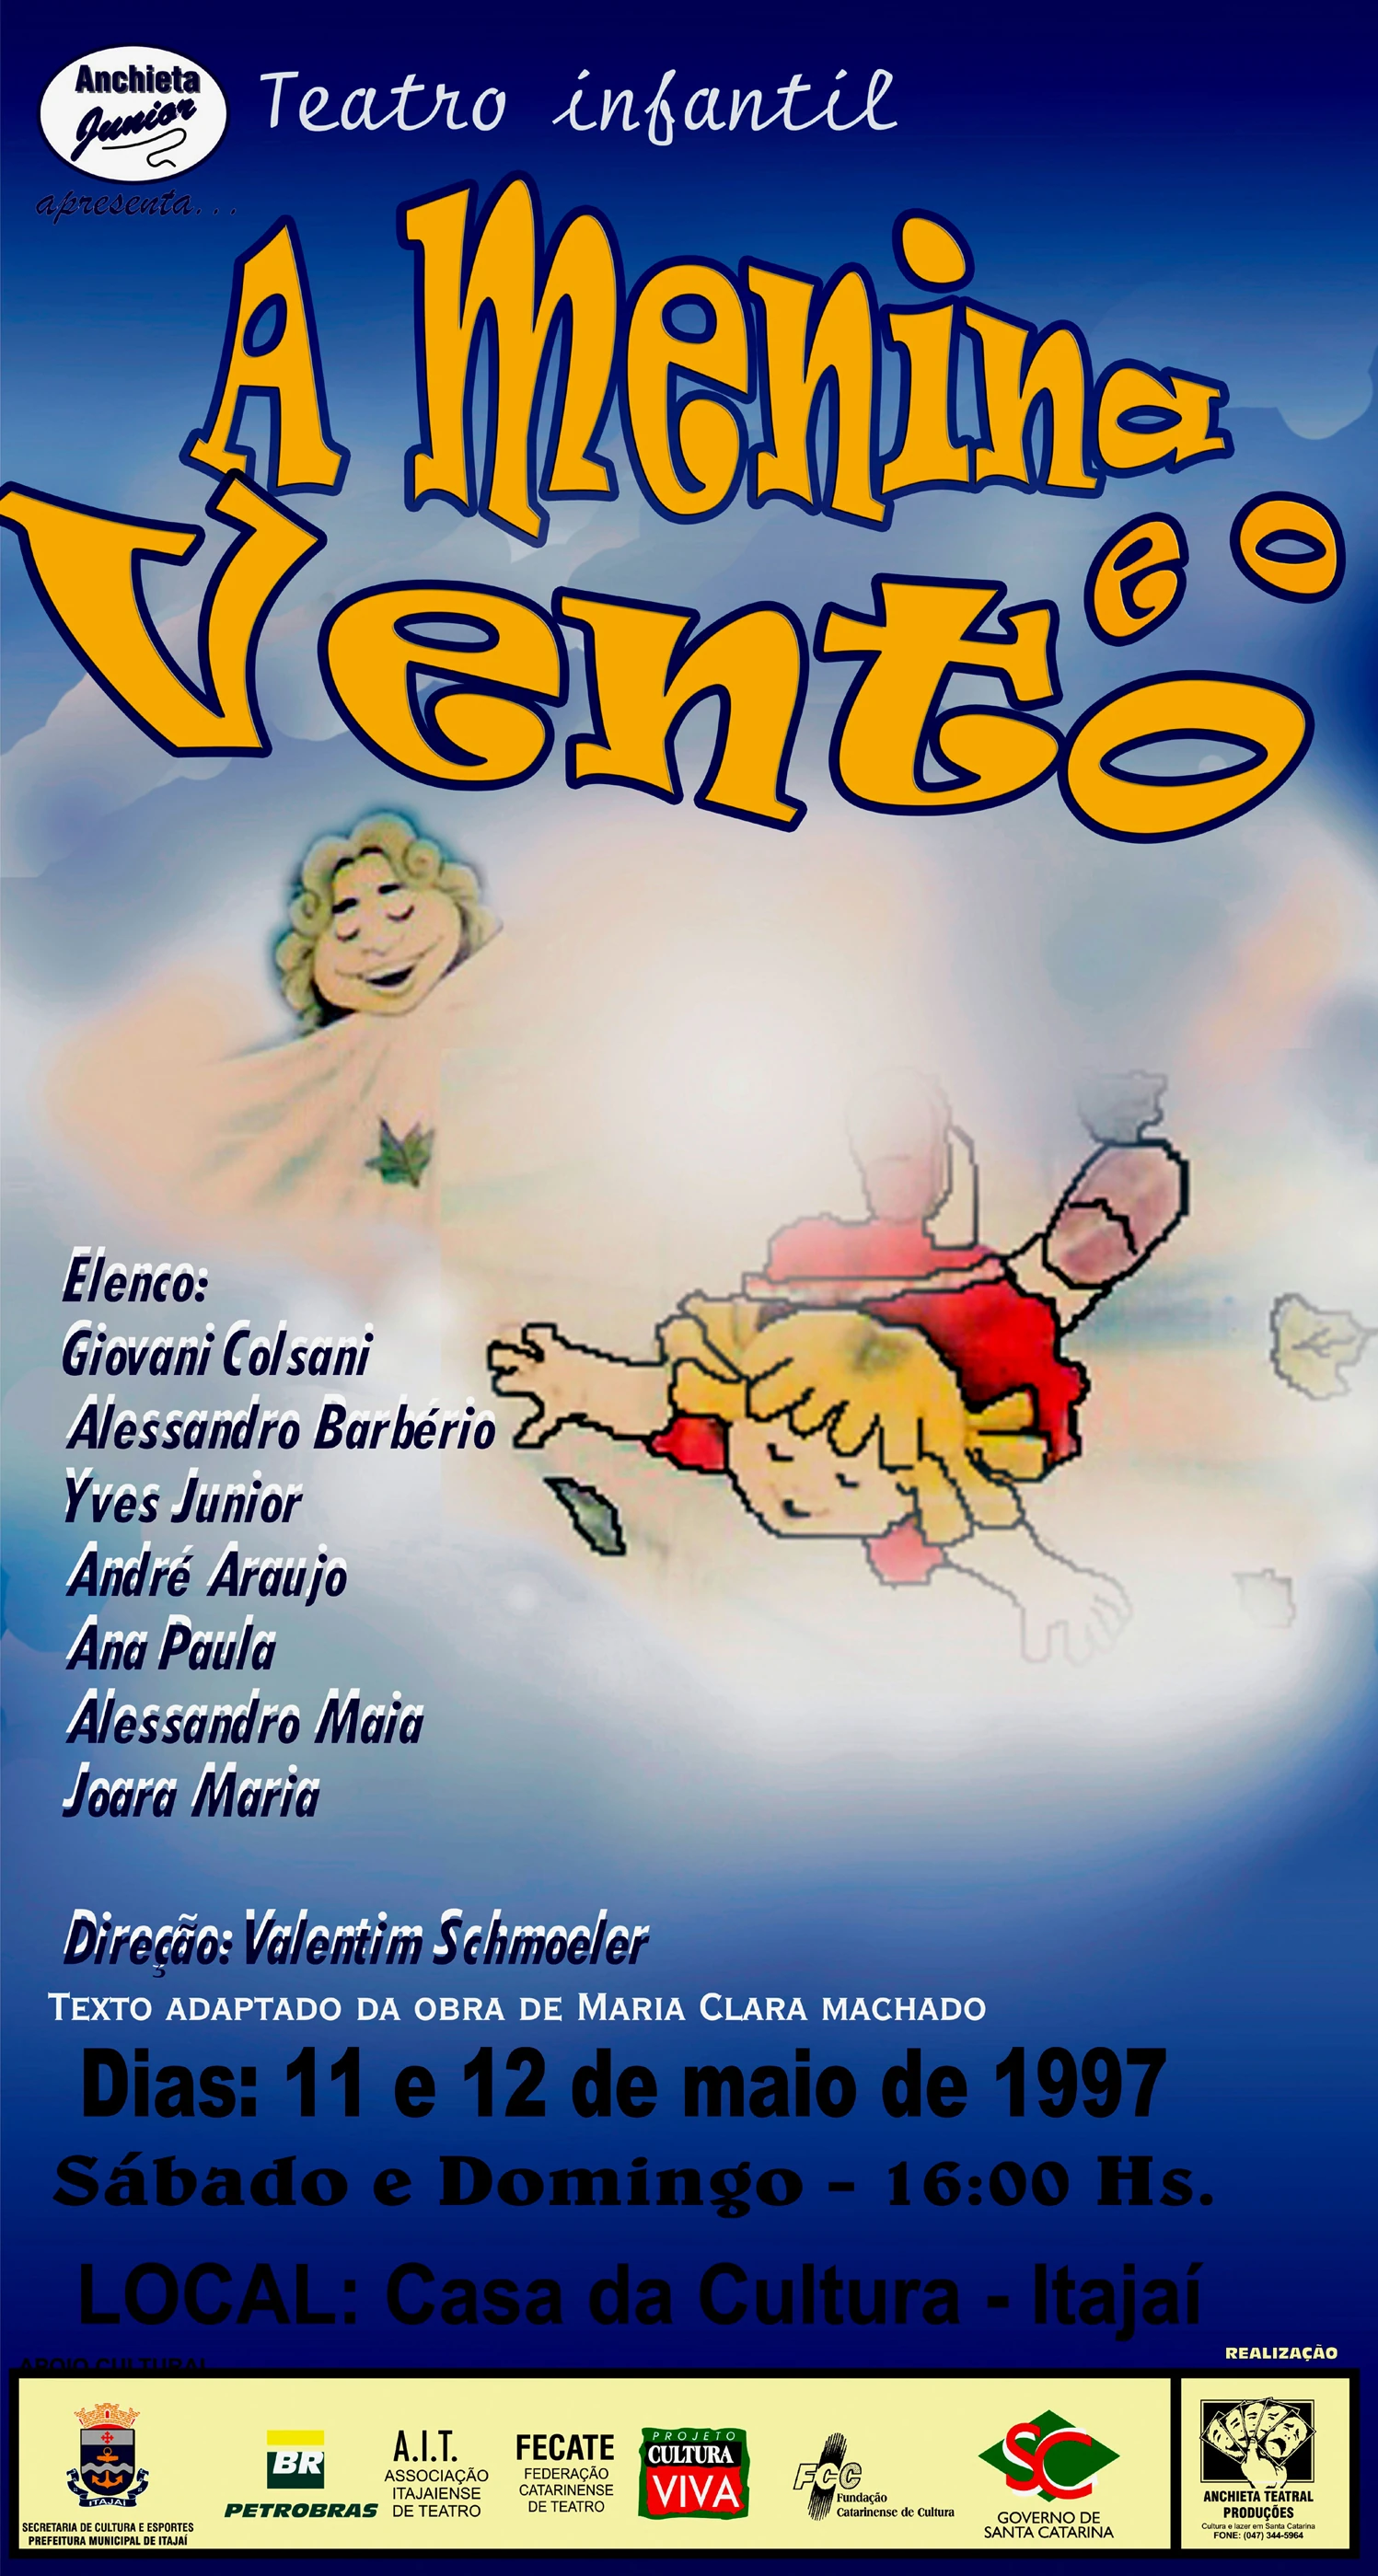 Anchieta
Junior
apresenta...
Teatro infantil
A Menina
e o
Vento
Elenco:
Giovani Colsani
Alessandro Barbério
Yves Junior
André Araujo
Ana Paula
Alessandro Maia
Joara Maria
Direção: Valentim Schmoeler
Texto adaptado da obra de Maria Clara machado
Dias: 11 e 12 de maio de 1997
Sábado e Domingo - 16:00 Hs.
LOCAL: Casa da Cultura - Itajaí
APOIO CULTURAL
REALIZAÇÃO
ITAJAÍ
SECRETARIA DE CULTURA E ESPORTES
PREFEITURA MUNICIPAL DE ITAJAÍ
BR
PETROBRAS
A.I.T.
ASSOCIAÇÃO
ITAJAIENSE
DE TEATRO
FECATE
FEDERAÇÃO
CATARINENSE
DE TEATRO
PROJETO
CULTURA
VIVA
FCC
Fundação
Catarinense de Cultura
SC
GOVERNO DE
SANTA CATARINA
ANCHIETA TEATRAL
PRODUÇÕES
Cultura e lazer em Santa Catarina
FONE: (047) 344-5964